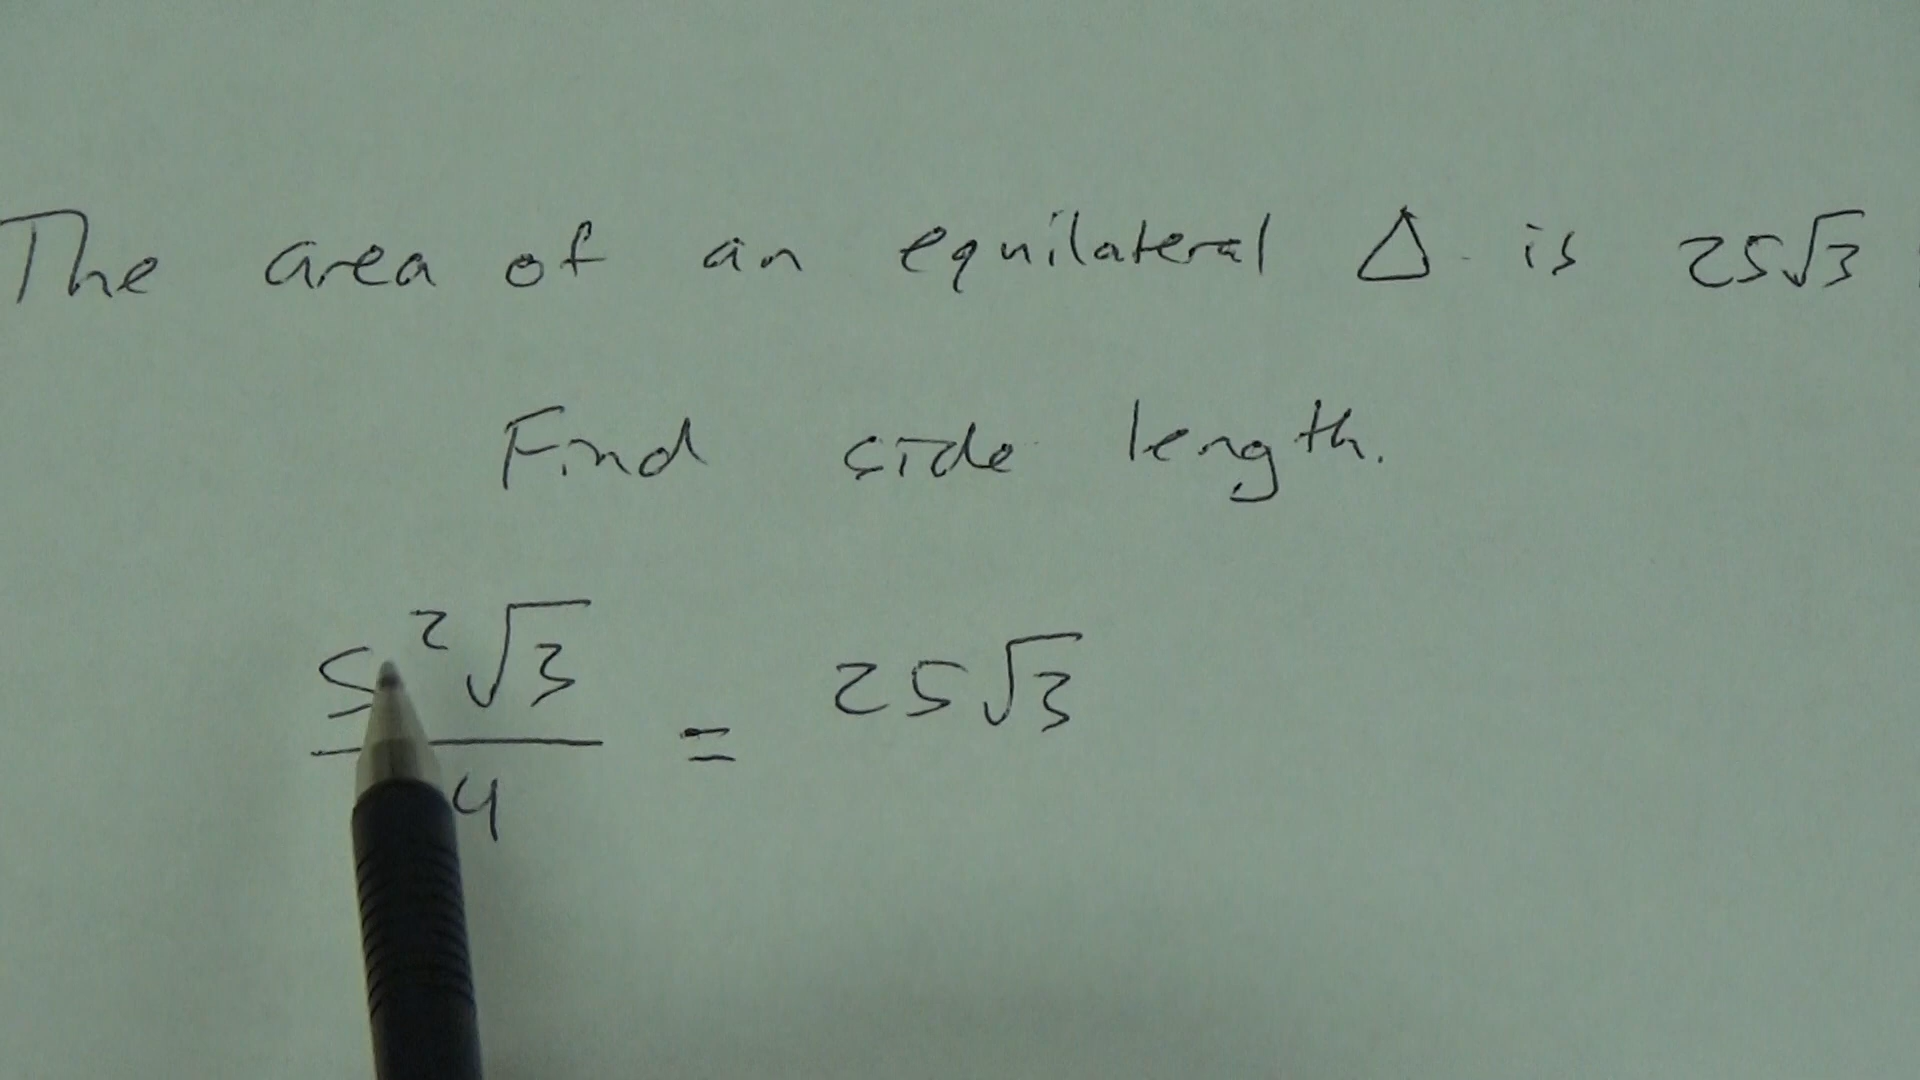 The area of an equilateral Δ is 25√3
Find side length.
s²√3
4
= 25√3